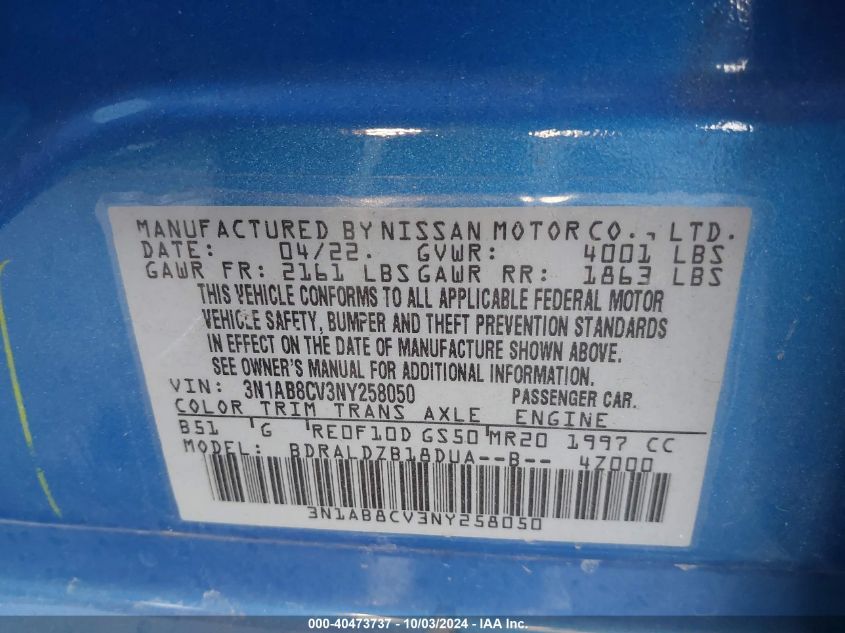 MANUFACTURED BY NISSAN MOTOR CO., LTD.
DATE: 04/22. GVWR: 4001 LBS
GAWR FR: 2161 LBS GAWR RR: 1863 LBS
THIS VEHICLE CONFORMS TO ALL APPLICABLE FEDERAL MOTOR
VEHICLE SAFETY, BUMPER AND THEFT PREVENTION STANDARDS
IN EFFECT ON THE DATE OF MANUFACTURE SHOWN ABOVE.
SEE OWNER'S MANUAL FOR ADDITIONAL INFORMATION.
VIN: 3N1AB8CV3NY258050 PASSENGER CAR.
COLOR TRIM TRANS AXLE ENGINE
B51 G RE0F10D GS50 MR20 1997 CC
MODEL: BDRALDZB18DUA--B-- 4Z000
3N1AB8CV3NY258050
000-40473737 - 10/03/2024 - IAA Inc.